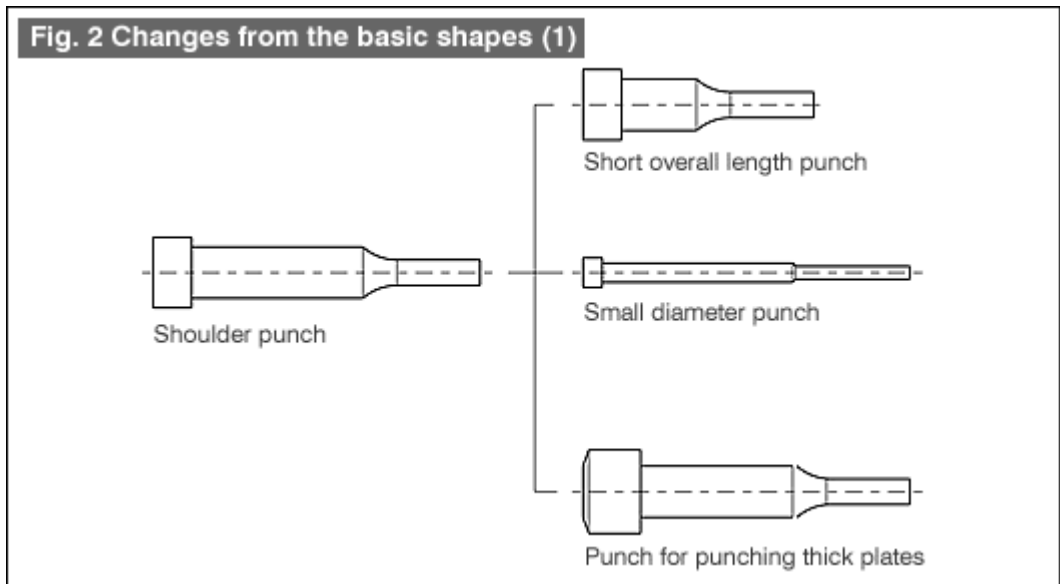 Fig. 2 Changes from the basic shapes (1)
Short overall length punch
Shoulder punch
Small diameter punch
Punch for punching thick plates